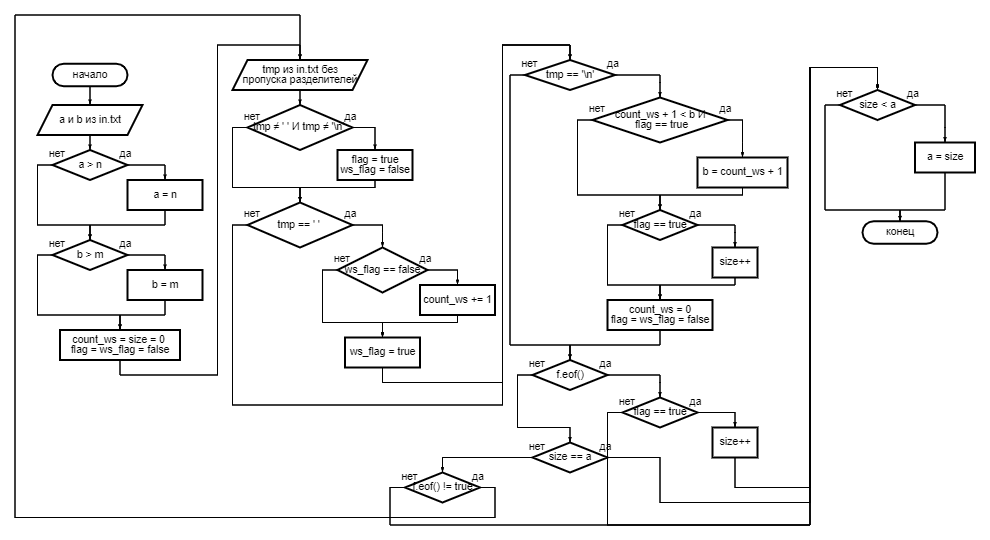 начало
a и b из in.txt
нет
a > n
да
a = n
нет
b > m
да
b = m
count_ws = size = 0
flag = ws_flag = false
tmp из in.txt без
пропуска разделителей
нет
tmp ≠ ' ' И tmp ≠ '\n'
да
flag = true
ws_flag = false
нет
tmp == ' '
да
нет
ws_flag == false
да
count_ws += 1
ws_flag = true
нет
tmp == '\n'
да
нет
count_ws + 1 < b И
flag == true
да
b = count_ws + 1
нет
flag == true
да
size++
count_ws = 0
flag = ws_flag = false
нет
f.eof()
да
нет
flag == true
да
size++
нет
size == a
да
нет
f.eof() != true
да
нет
size < a
да
a = size
конец